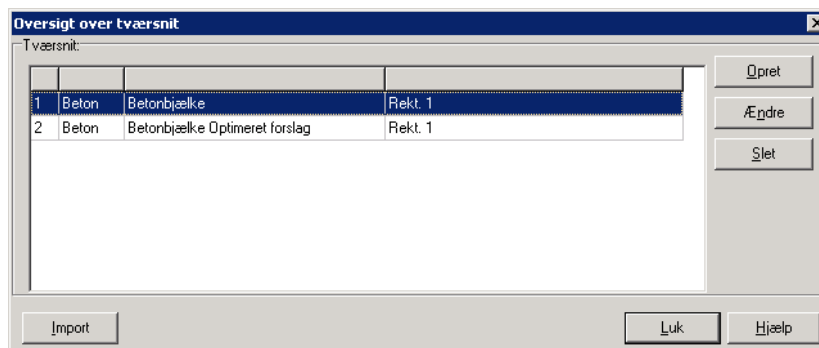 Oversigt over tværsnit
Tværsnit:
1 Beton Betonbjælke Rekt. 1
2 Beton Betonbjælke Optimeret forslag Rekt. 1
Opret
Ændre
Slet
Import
Luk
Hjælp